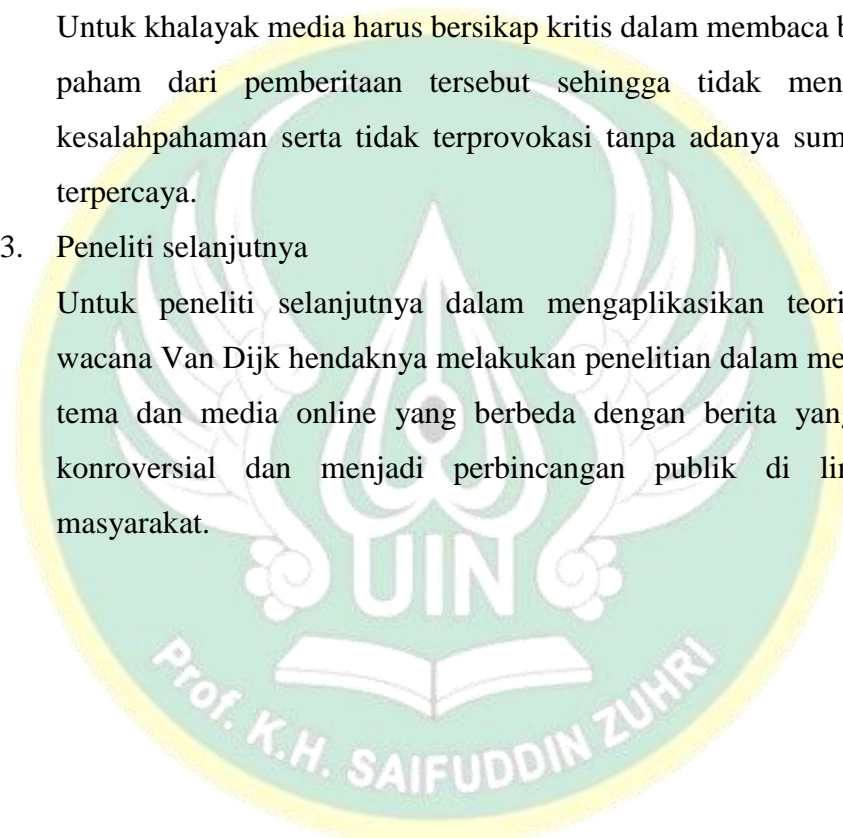 Untuk khalayak media harus bersikap kritis dalam membaca
paham dari pemberitaan tersebut sehingga tidak
kesalahpahaman serta tidak terprovokasi tanpa adanya
terpercaya.
3. Peneliti selanjutnya
Untuk peneliti selanjutnya dalam mengaplikasikan teori
wacana Van Dijk hendaknya melakukan penelitian dalam
tema dan media online yang berbeda dengan berita yang
konroversial dan menjadi perbincangan publik di
masyarakat.
UIN
Prof. K.H. SAIFUDDIN ZUHRI